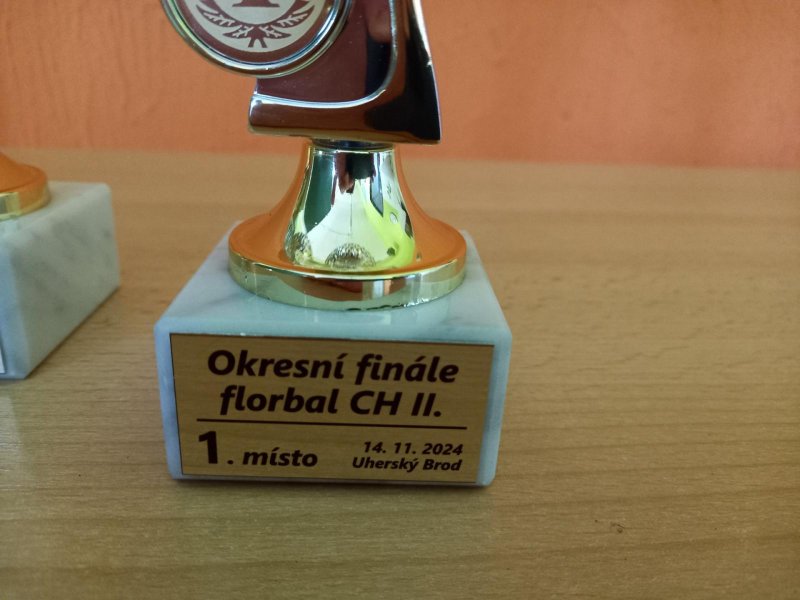 Okresní finále
florbal CH II.
1. místo
14. 11. 2024
Uherský Brod